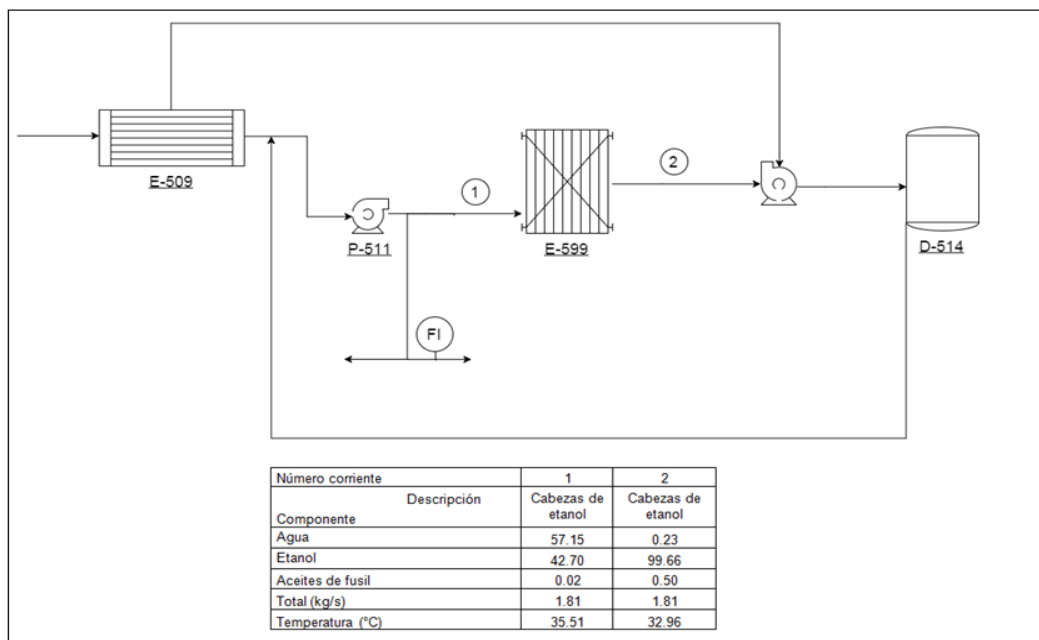 E-509
P-511
1
E-599
2
D-514
FI
Número corriente 1 2
Descripción
Componente
Cabezas de etanol
Cabezas de etanol
Agua 57.15 0.23
Etanol 42.70 99.66
Aceites de fusil 0.02 0.50
Total (kg/s) 1.81 1.81
Temperatura (°C) 35.51 32.96